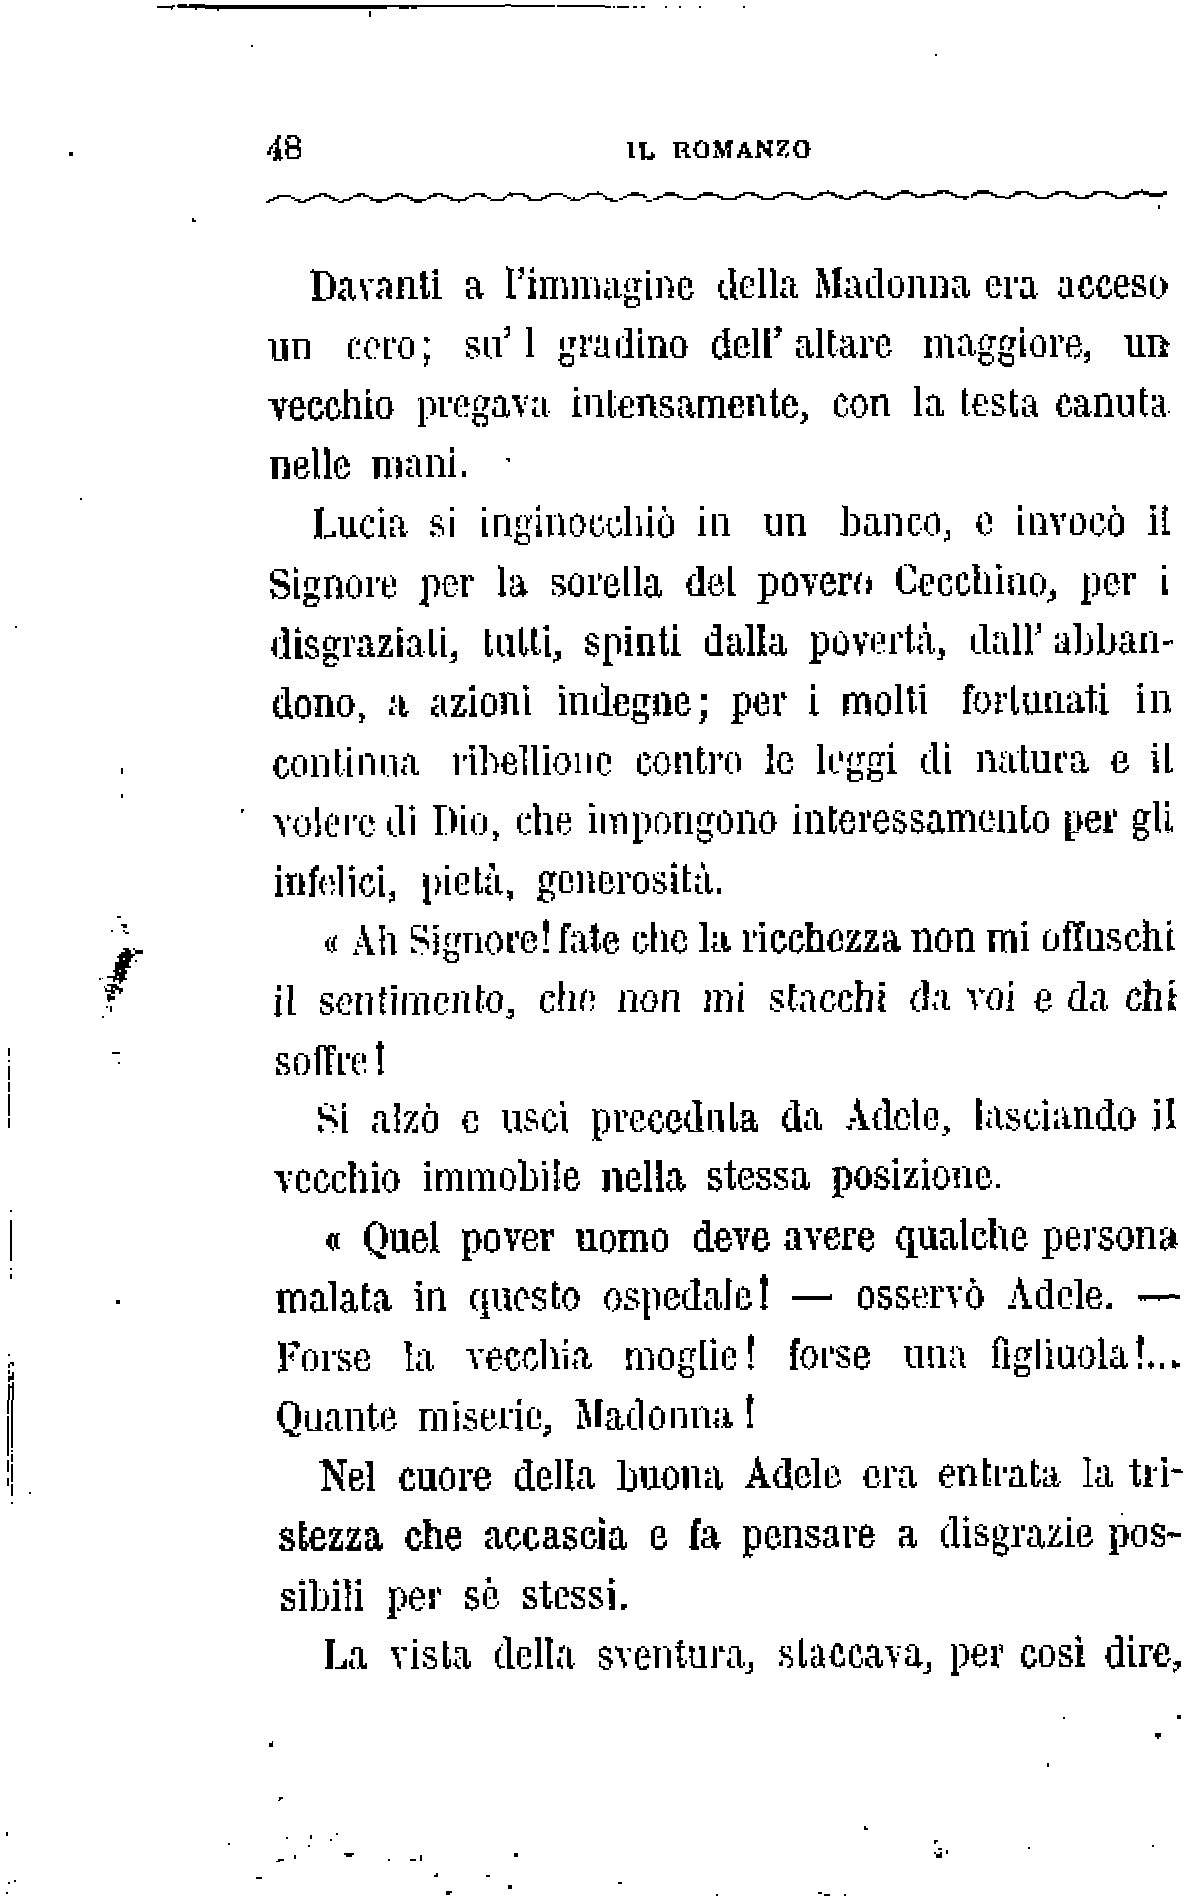 48 IL ROMANZO
Davanti a l'immagine della Madonna era acceso
un cero; su' l gradino dell' altare maggiore, un
vecchio pregava intensamente, con la testa canuta
nelle mani.
Lucia si inginocchiò in un banco, e invocò il
Signore per la sorella del povero Cecchino, per i
disgraziati, tutti, spinti dalla povertà, dall' abban-
dono, a azioni indegne; per i molti fortunati in
continua ribellione contro le leggi di natura e il
volere di Dio, che impongono interessamento per gli
infelici, pietà, generosità.
« Ah Signore! fate che la ricchezza non mi offuschi
il sentimento, che non mi stacchi da voi e da chi
soffre!
Si alzò e uscì preceduta da Adele, lasciando il
vecchio immobile nella stessa posizione.
« Quel pover uomo deve avere qualche persona
malata in questo ospedale! — osservò Adele. —
Forse la vecchia moglie! forse una figliuola!...
Quante miserie, Madonna!
Nel cuore della buona Adele era entrata la tri-
stezza che accascia e fa pensare a disgrazie pos-
sibili per sè stessi.
La vista della sventura, staccava, per così dire,